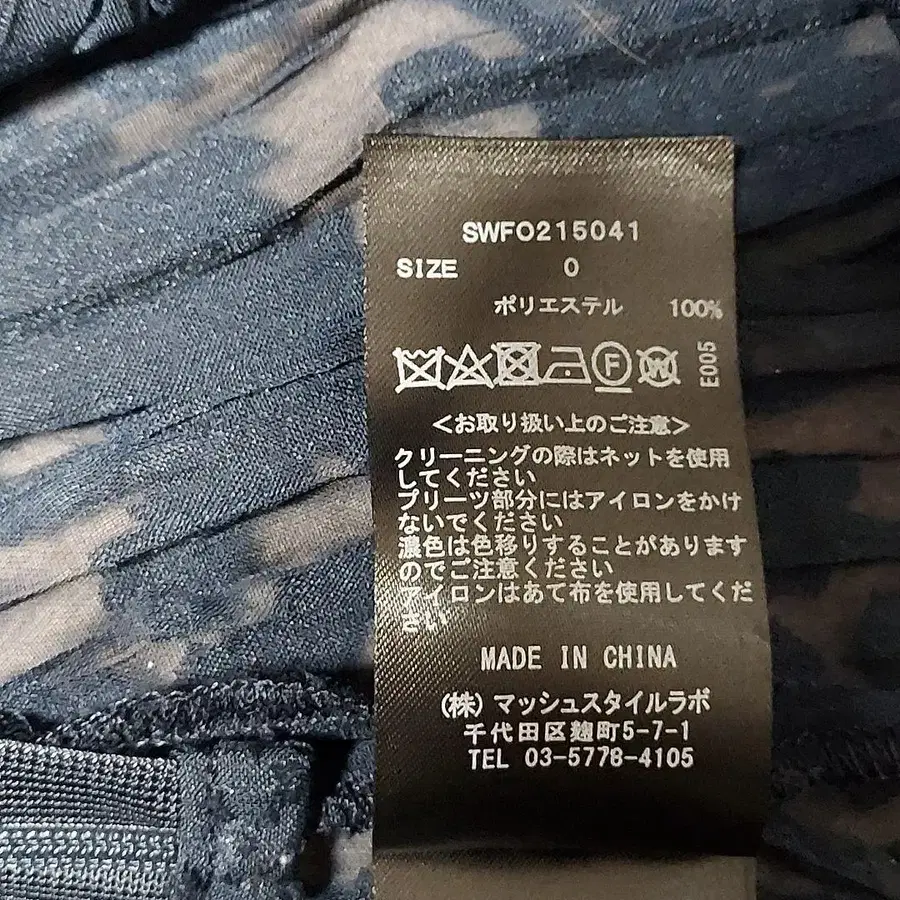 SWFO215041
SIZE 0
ポリエステル 100%
F W E005
<お取り扱い上のご注意>
クリーニングの際はネットを使用
してください
プリーツ部分にはアイロンをかけ
ないでください
濃色は色移りすることがあります
のでご注意ください
アイロンはあて布を使用してくだ
さい
MADE IN CHINA
(株)マッシュスタイルラボ
千代田区麹町5-7-1
TEL 03-5778-4105